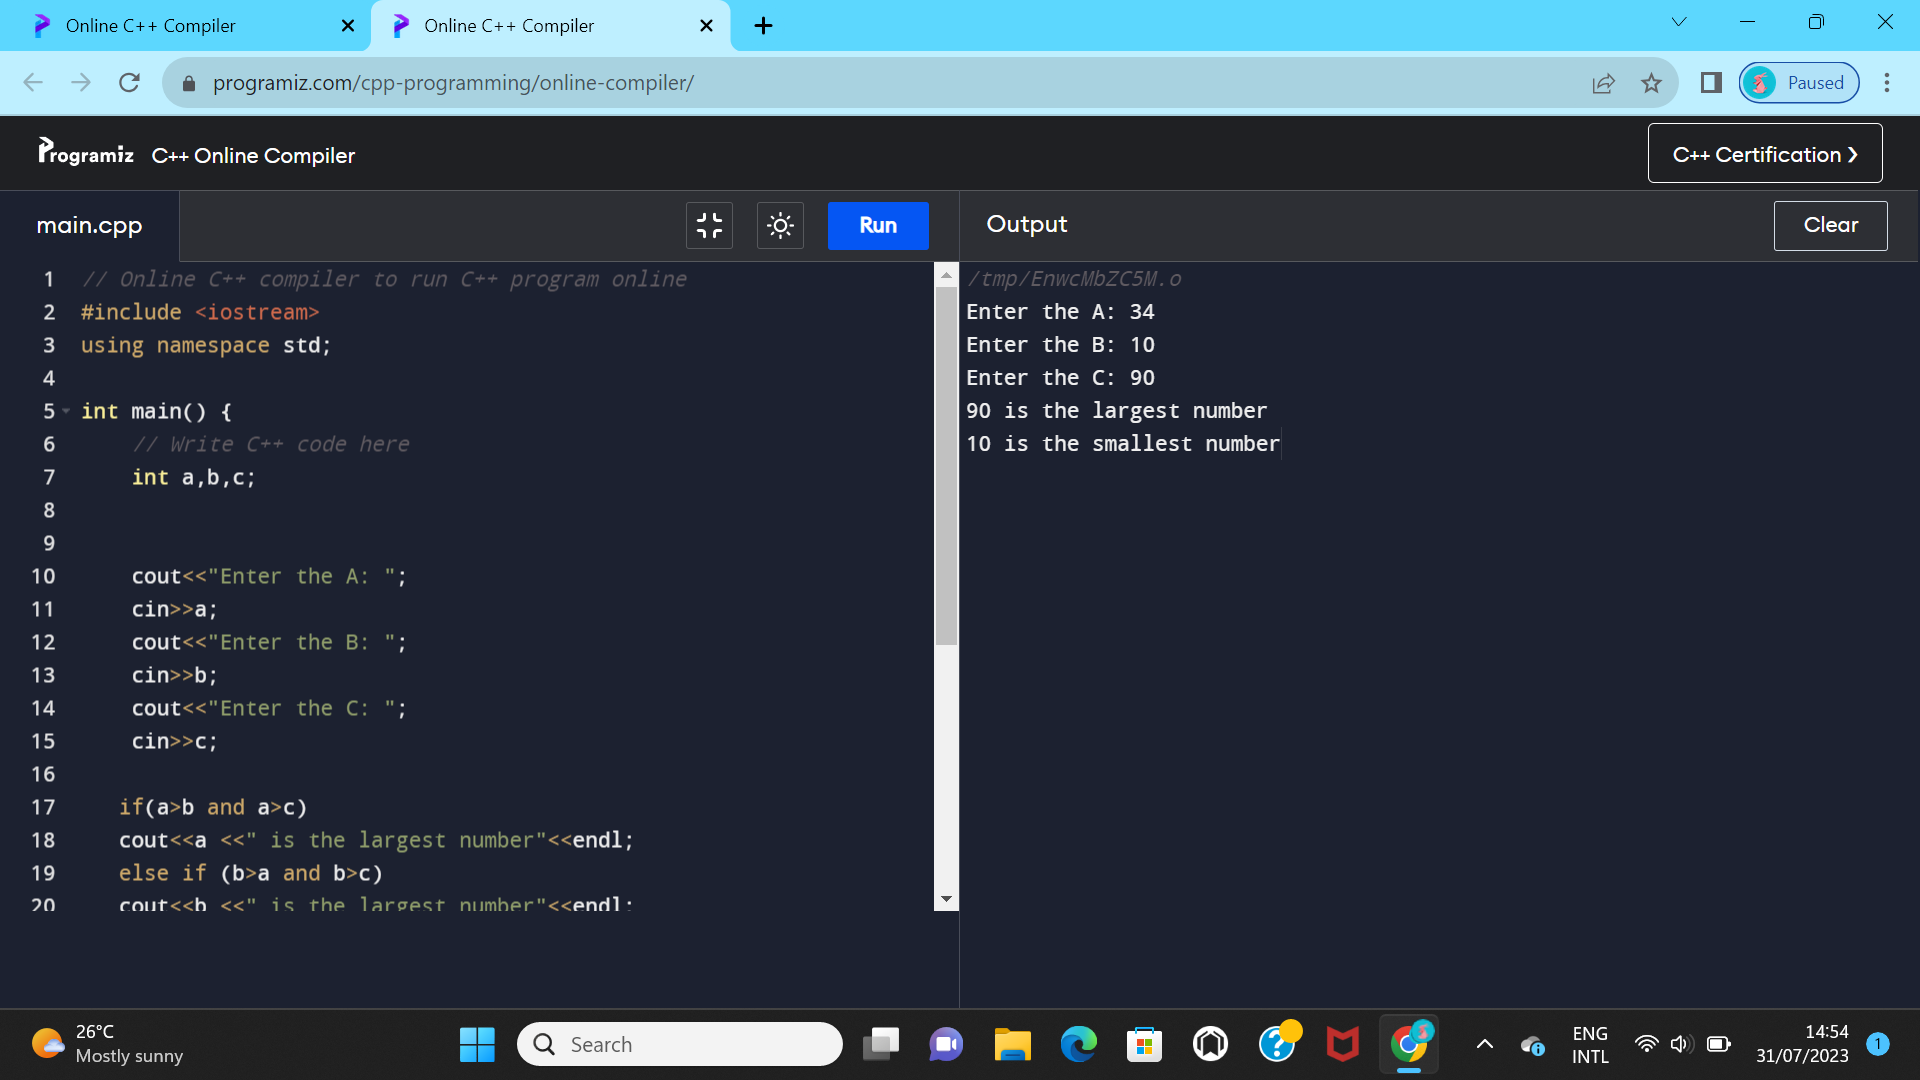 Online C++ Compiler
Online C++ Compiler
programiz.com/cpp-programming/online-compiler/
Paused
Programiz C++ Online Compiler
C++ Certification ❯
main.cpp
Run
Output
Clear
1 // Online C++ compiler to run C++ program online
2 #include <iostream>
3 using namespace std;
4
5 int main() {
6 // Write C++ code here
7 int a,b,c;
8
9
10 cout<<"Enter the A: ";
11 cin>>a;
12 cout<<"Enter the B: ";
13 cin>>b;
14 cout<<"Enter the C: ";
15 cin>>c;
16
17 if(a>b and a>c)
18 cout<<a <<" is the largest number"<<endl;
19 else if (b>a and b>c)
20 cout<<b <<" is the largest number"<<endl;
/tmp/EnwcMbZC5M.o
Enter the A: 34
Enter the B: 10
Enter the C: 90
90 is the largest number
10 is the smallest number
26°C
Mostly sunny
Search
ENG
INTL
14:54
31/07/2023
1